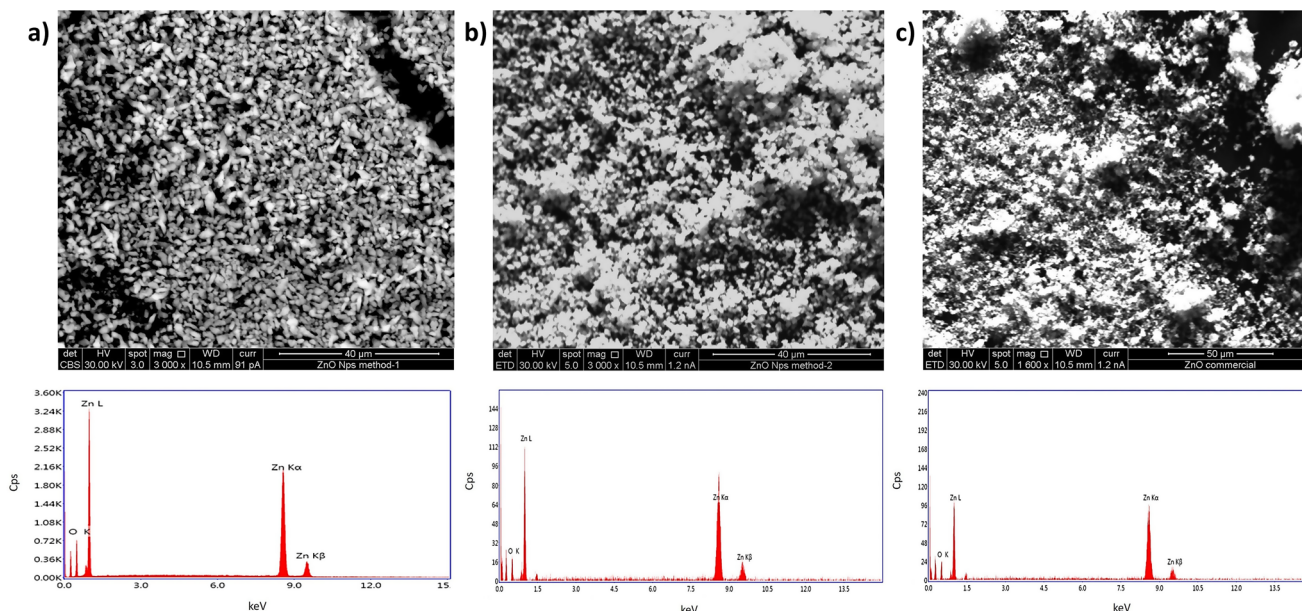 a)
det HV spot mag WD curr 40 µm
CBS 30.00 kV 3.0 3 000 x 10.5 mm 91 pA ZnO Nps method-1
b)
det HV spot mag WD curr 40 µm
ETD 30.00 kV 5.0 3 000 x 10.5 mm 1.2 nA ZnO Nps method-2
c)
det HV spot mag WD curr 50 µm
ETD 30.00 kV 5.0 1 600 x 10.5 mm 1.2 nA ZnO commercial
3.60K
3.24K
2.88K
2.52K
2.16K
1.80K
1.44K
1.08K
0.72K
0.36K
0.00K
Cps
Zn L
O K
Zn Kα
Zn Kβ
0.0 3.0 6.0 9.0 12.0 15
keV
144
128
112
96
80
64
48
32
16
0
Cps
Zn L
O K
Zn Kα
Zn Kβ
0.0 1.5 3.0 4.5 6.0 7.5 9.0 10.5 12.0 13.5
keV
240
216
192
168
144
120
96
72
48
24
0
Cps
Zn L
O K
Zn Kα
Zn Kβ
0.0 1.5 3.0 4.5 6.0 7.5 9.0 10.5 12.0 13.5
keV